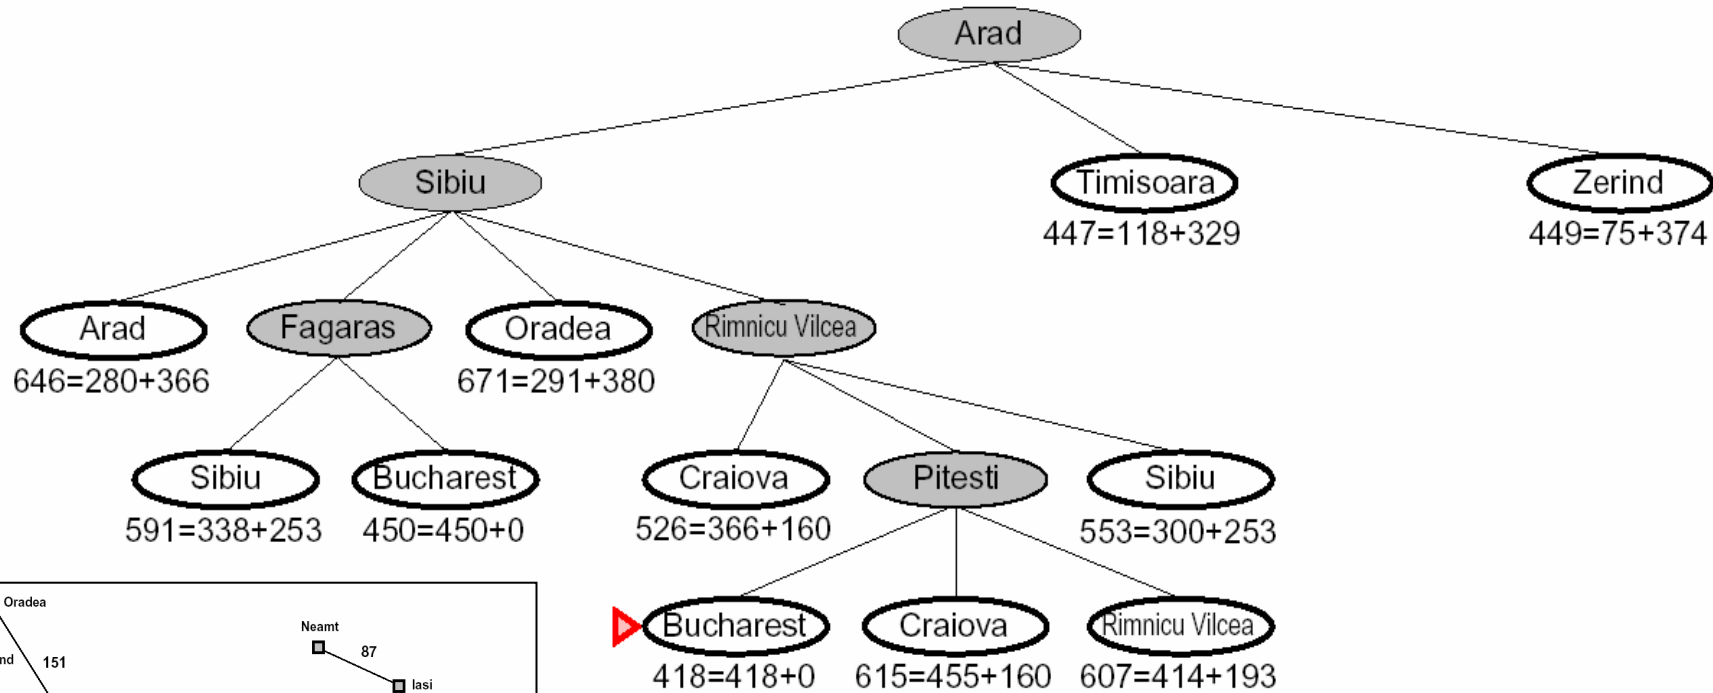 Arad
Sibiu
Timisoara
Zerind
447=118+329
449=75+374
Arad
Fagaras
Oradea
Rimnicu Vilcea
646=280+366
671=291+380
Sibiu
Bucharest
Craiova
Pitesti
Sibiu
591=338+253
450=450+0
526=366+160
553=300+253
Bucharest
Craiova
Rimnicu Vilcea
418=418+0
615=455+160
607=414+193
Oradea
Neamt
87
nd
151
Iasi